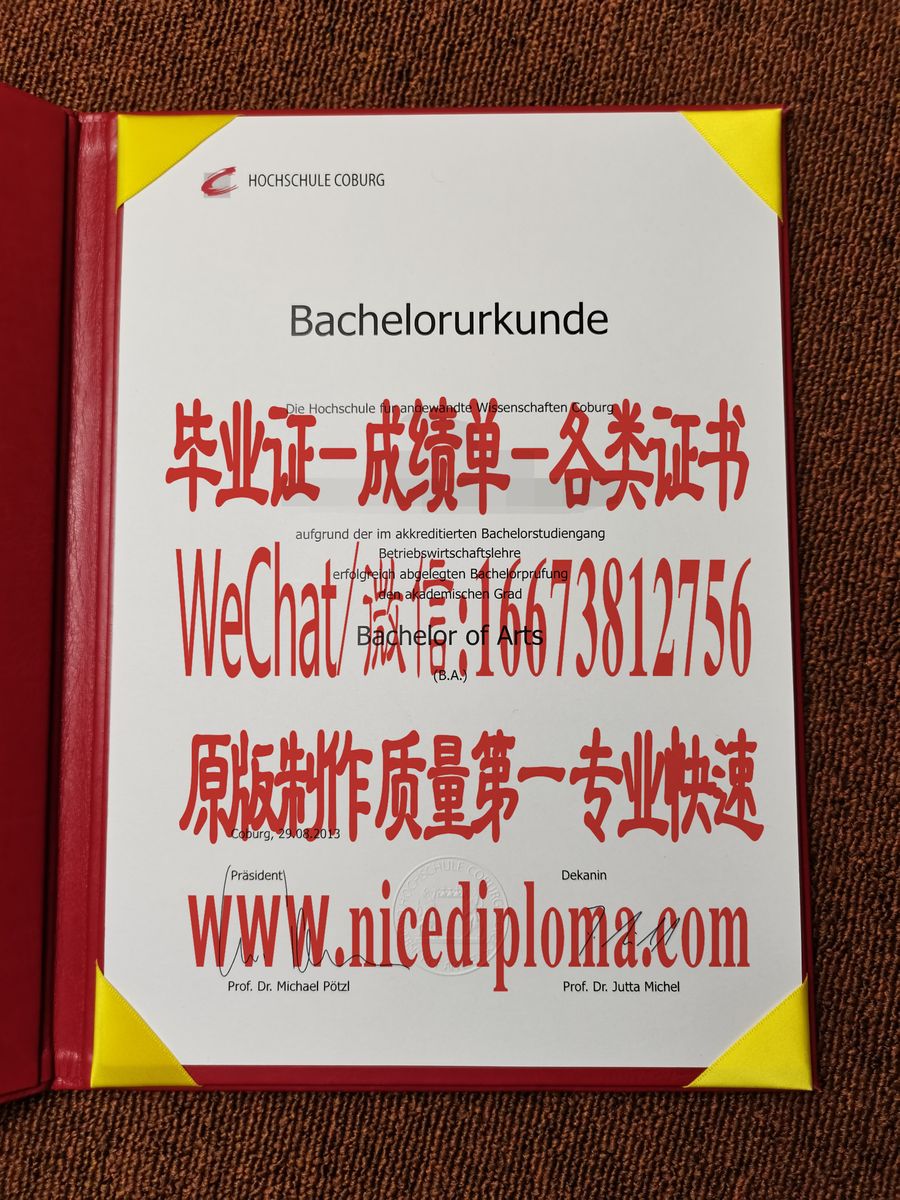 HOCHSCHULE COBURG
Bachelorurkunde
Die Hochschule für angewandte Wissenschaften Coburg
毕业证一成绩单一各类证书
aufgrund der im akkreditierten Bachelorstudiengang
Betriebswirtschaftslehre
erfolgreich abgelegten Bachelorprüfung
den akademischen Grad
WeChat/微信:16673812756
Bachelor of Arts
(B.A.)
原版制作质量第一专业快速
Coburg, 29.08.2013
Präsident
Dekanin
HOCHSCHULE COBURG
www.nicediploma.com
Prof. Dr. Michael Pötzl
Prof. Dr. Jutta Michel